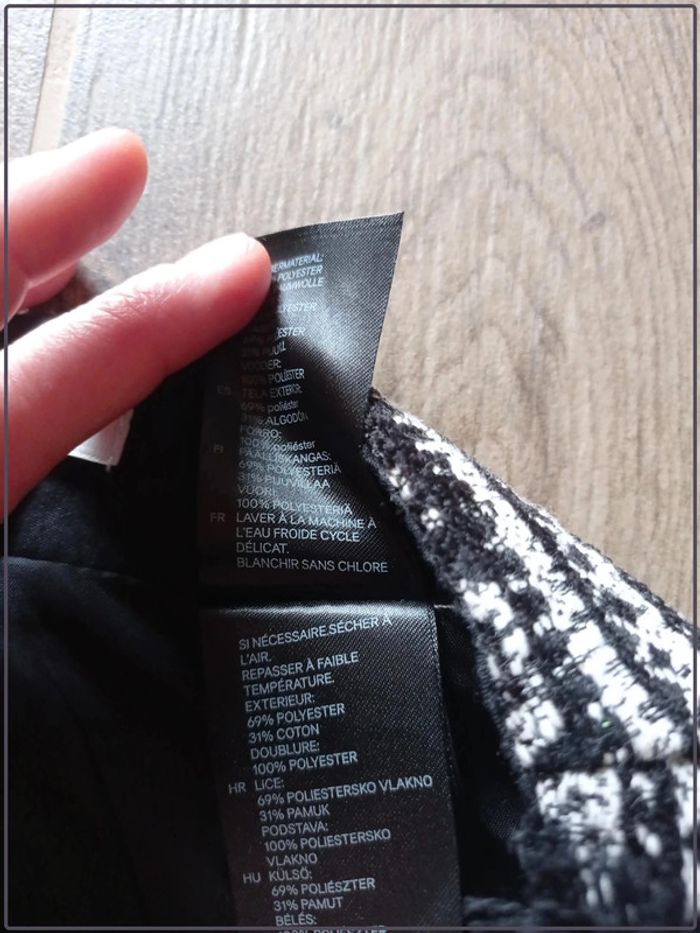 POLYESTER
31% PUUVILL
VOODER:
100% POLÜESTER
ES TELA EXTERIOR:
69% poliéster
31% ALGODÓN
FORRO:
100% poliéster
FI PÄÄLLISKANGAS:
69% POLYESTERIÄ
31% PUUVILLAA
VUORI:
100% POLYESTERIÄ
FR LAVER À LA MACHINE À
L'EAU FROIDE CYCLE
DÉLICAT.
BLANCHIR SANS CHLORE
SI NÉCESSAIRE.SÉCHER À
L'AIR.
REPASSER À FAIBLE
TEMPÉRATURE.
EXTERIEUR:
69% POLYESTER
31% COTON
DOUBLURE:
100% POLYESTER
HR LICE:
69% POLIESTERSKO VLAKNO
31% PAMUK
PODSTAVA:
100% POLIESTERSKO
VLAKNO
HU KÜLSŐ:
69% POLIÉSZTER
31% PAMUT
BÉLÉS: